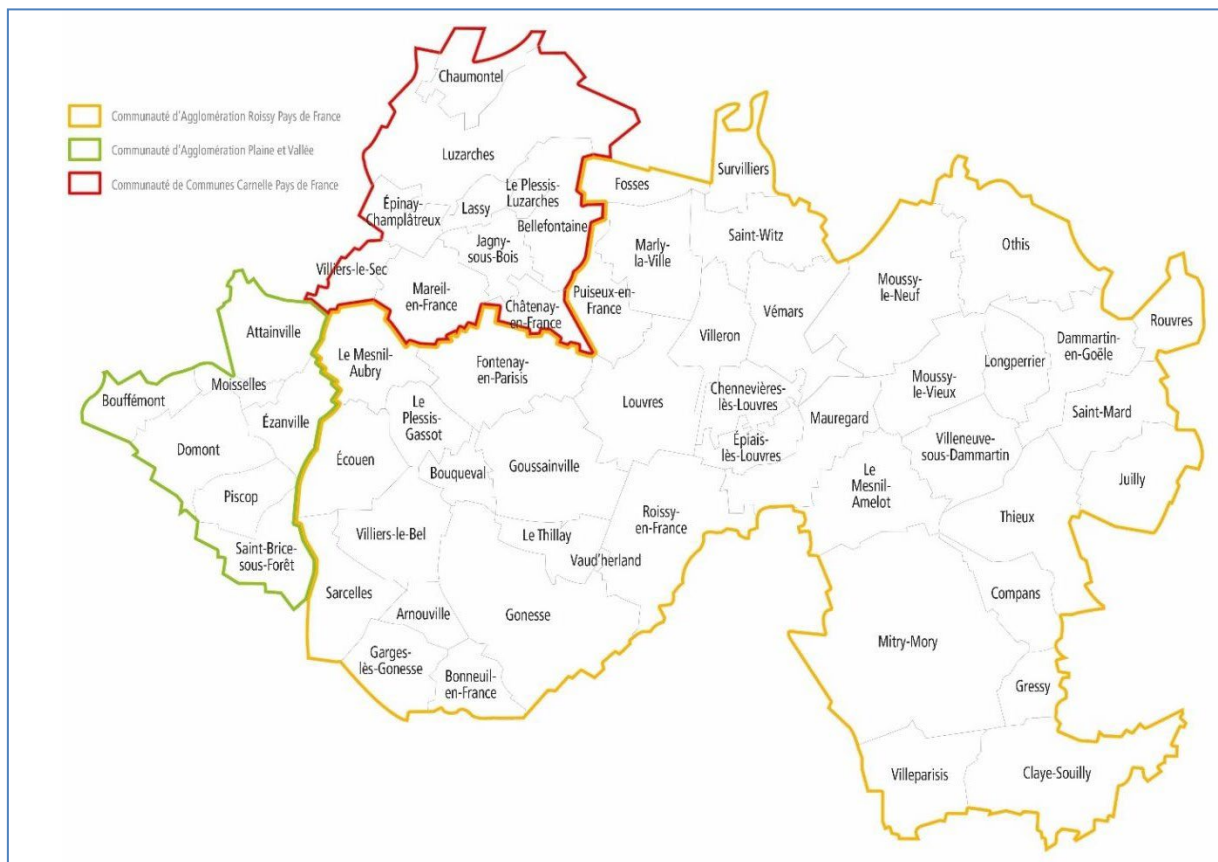 Communauté d'Agglomération Roissy Pays de France
Communauté d'Agglomération Plaine et Vallée
Communauté de Communes Carnelle Pays de France
Chaumontel
Luzarches
Le Plessis-
Luzarches
Épinay-
Champlâtreux
Lassy
Bellefontaine
Jagny-
sous-Bois
Villiers-le-Sec
Mareil-
en-France
Châtenay-
en-France
Fosses
Survilliers
Saint-Witz
Marly-
la-Ville
Puiseux-en-
France
Villeron
Vémars
Othis
Moussy-
le-Neuf
Rouvres
Dammartin-
en-Goële
Longperrier
Attainville
Moisselles
Bouffémont
Ézanville
Domont
Piscop
Saint-Brice-
sous-Forêt
Le Mesnil-
Aubry
Fontenay-
en-Parisis
Le
Plessis-
Gassot
Écouen
Bouqueval
Goussainville
Louvres
Chennevières-
lès-Louvres
Épiais-
lès-Louvres
Mauregard
Moussy-
le-Vieux
Villeneuve-
sous-Dammartin
Saint-Mard
Juilly
Le
Mesnil-
Amelot
Thieux
Roissy-
en-France
Villiers-le-Bel
Le Thillay
Vaud'herland
Sarcelles
Arnouville
Gonesse
Garges-
lès-Gonesse
Bonneuil-
en-France
Compans
Mitry-Mory
Gressy
Villeparisis
Claye-Souilly